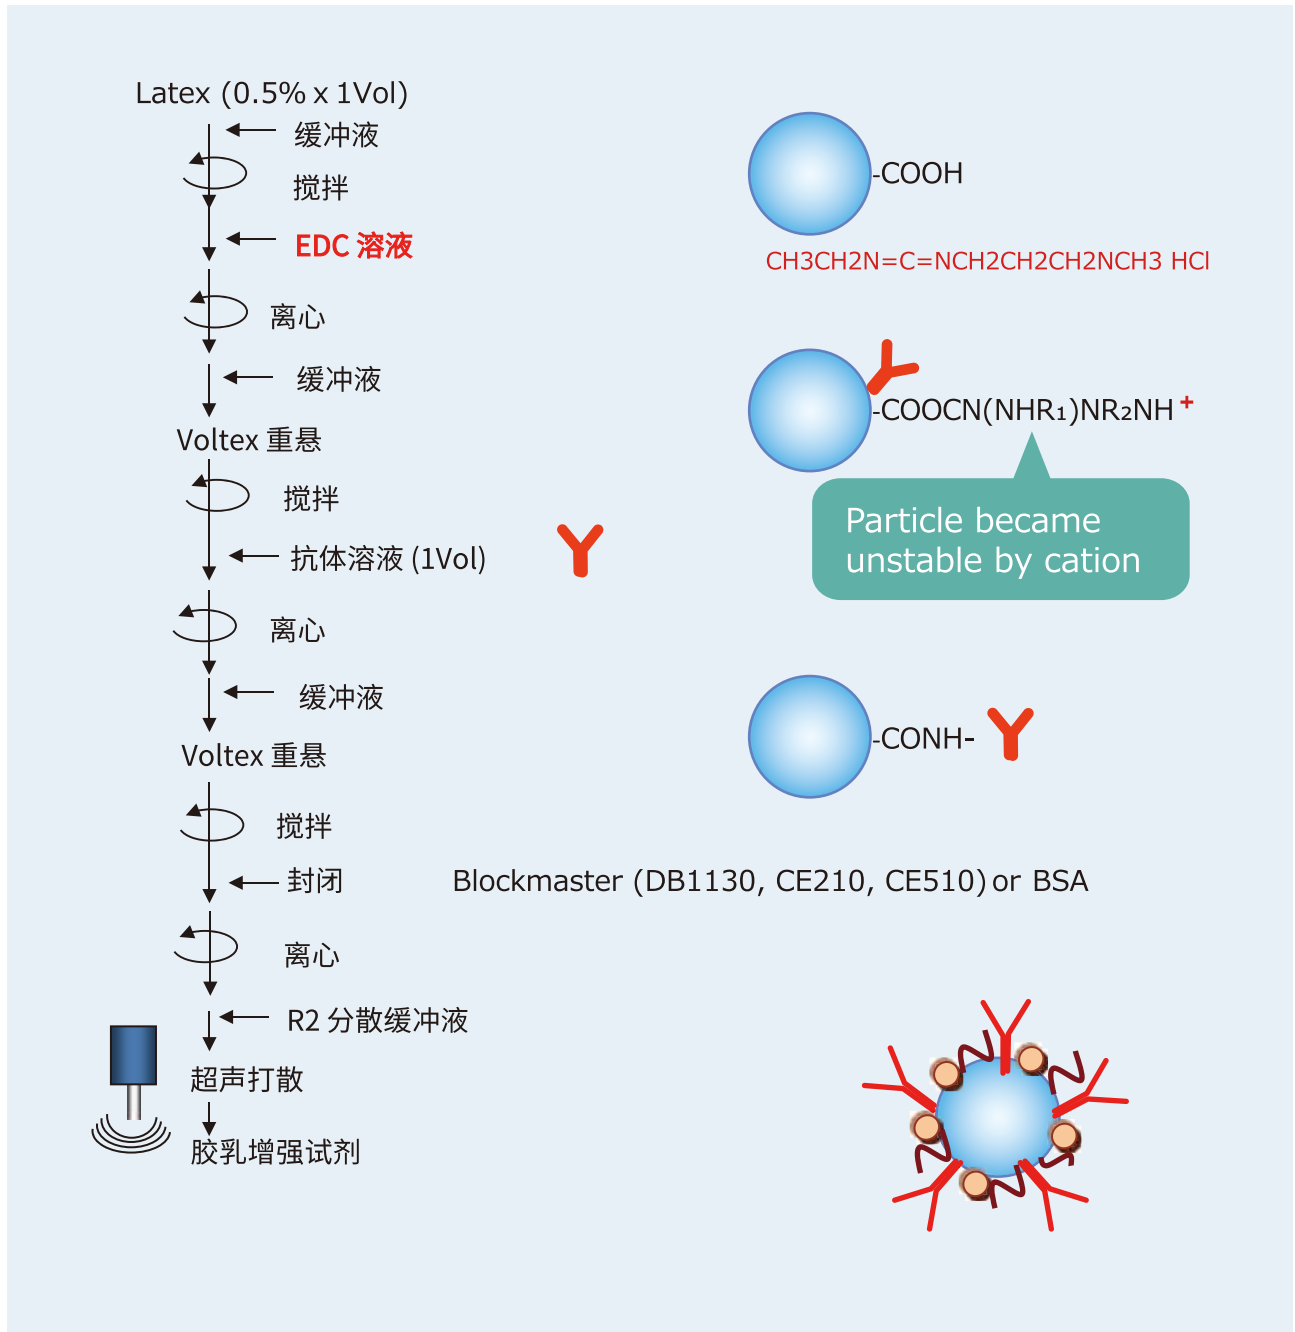 Latex (0.5% x 1Vol)
缓冲液
搅拌
-COOH
EDC 溶液
CH3CH2N=C=NCH2CH2CH2NCH3 HCl
离心
缓冲液
-COOCN(NHR₁)NR₂NH⁺
Voltex 重悬
搅拌
Particle became
unstable by cation
抗体溶液 (1Vol)
离心
缓冲液
-CONH-
Voltex 重悬
搅拌
封闭
Blockmaster (DB1130, CE210, CE510) or BSA
离心
R2 分散缓冲液
超声打散
胶乳增强试剂